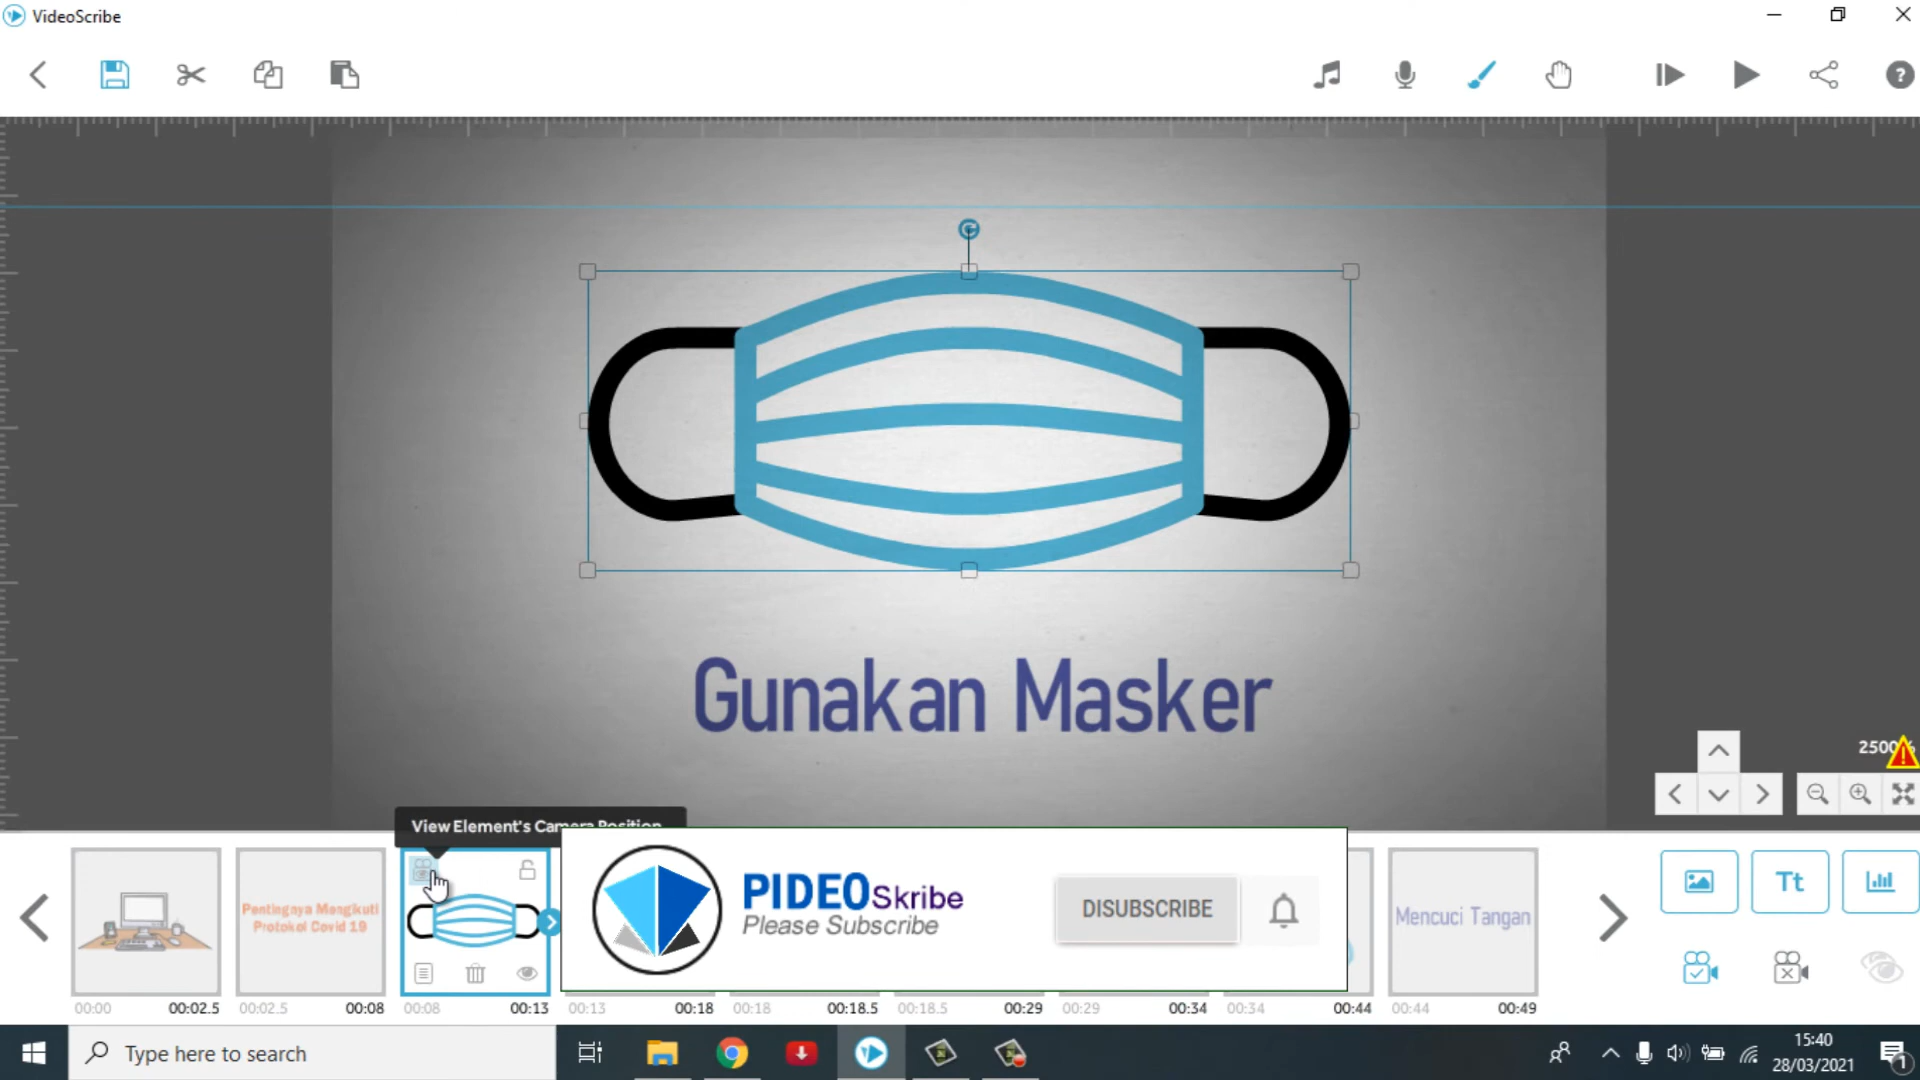 VideoScribe
Gunakan Masker
2500%
View Element's Camera Position
Pentingnya Mengikuti
Protokol Covid 19
PIDEOSkribe
Please Subscribe
DISUBSCRIBE
Mencuci Tangan
Tt
00:00 00:02.5 00:02.5 00:08 00:08 00:13 00:13 00:18 00:18 00:18.5 00:18.5 00:29 00:29 00:34 00:34 00:44 00:44 00:49
Type here to search
15:40
28/03/2021
1